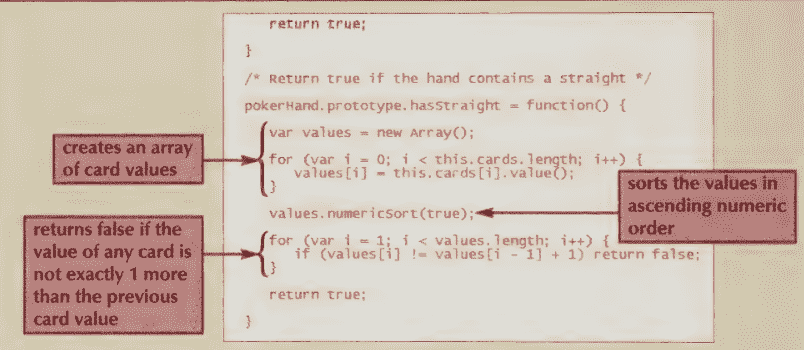 return true;
}
/* Return true if the hand contains a straight */
pokerHand.prototype.hasStraight = function() {
var values = new Array();
for (var i = 0; i < this.cards.length; i++) {
values[i] = this.cards[i].value();
}
values.numericSort(true);
for (var i = 1; i < values.length; i++) {
if (values[i] != values[i - 1] + 1) return false;
}
return true;
}
creates an array
of card values
returns false if the
value of any card is
not exactly 1 more
than the previous
card value
sorts the values in
ascending numeric
order